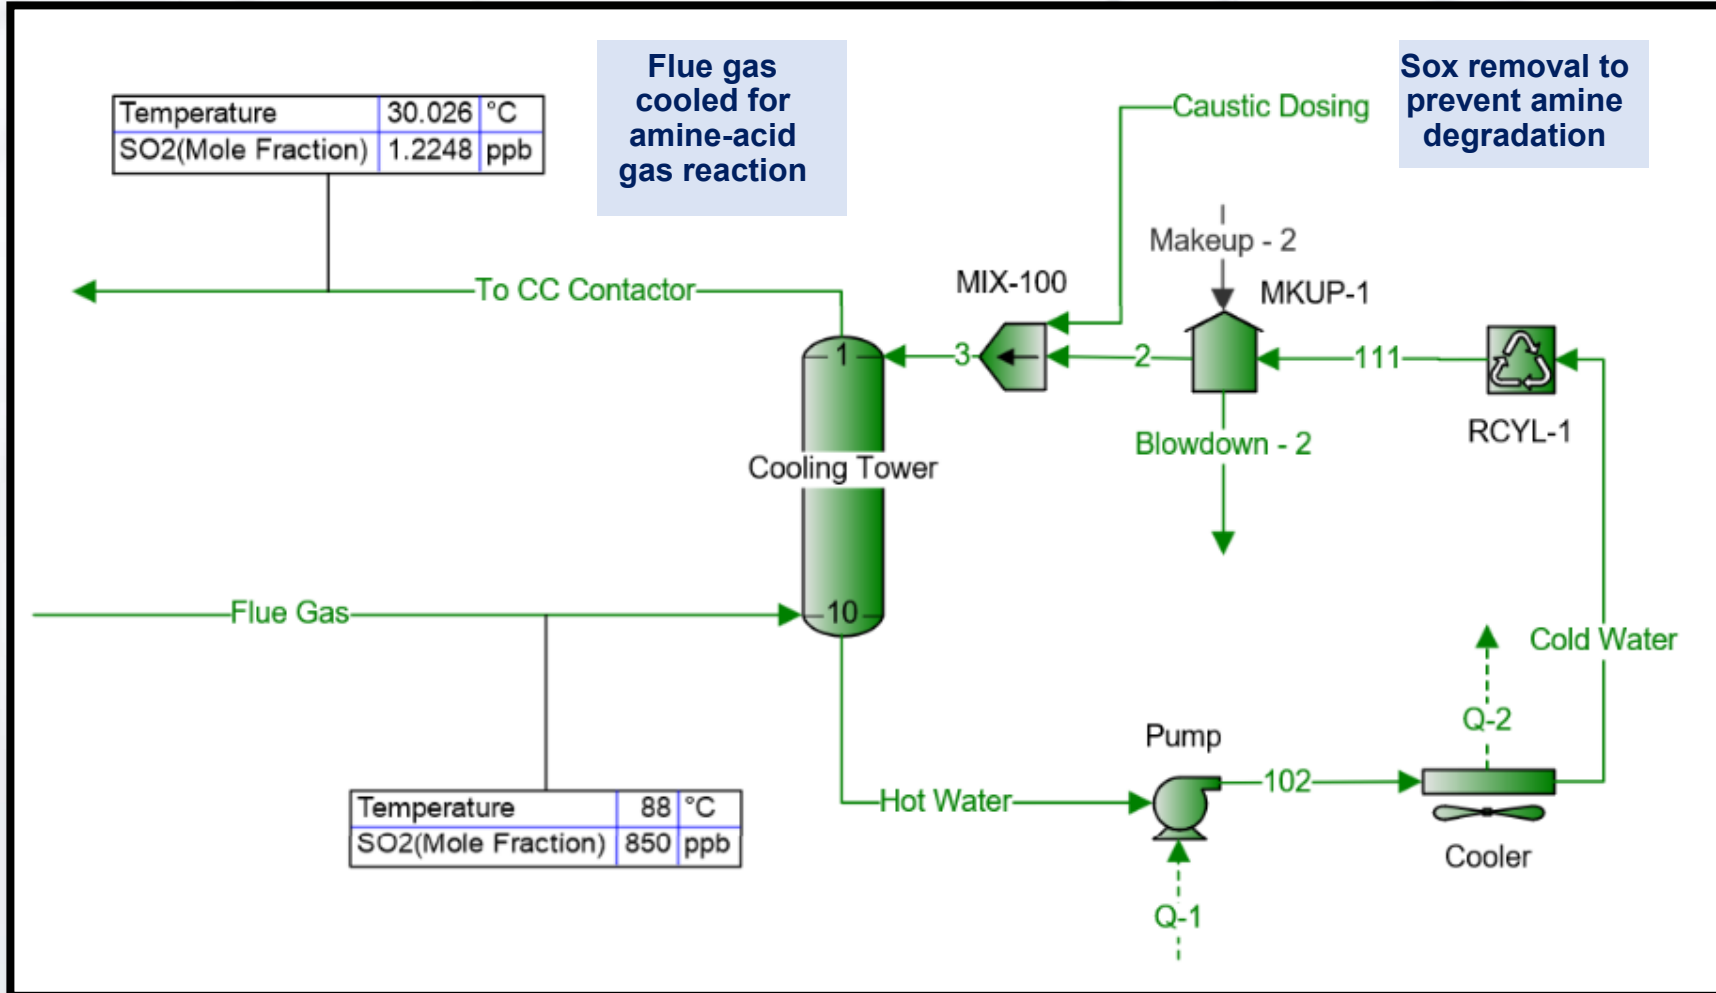 Flue gas
cooled for
amine-acid
gas reaction
Sox removal to
prevent amine
degradation
Temperature 30.026 °C
SO2(Mole Fraction) 1.2248 ppb
Caustic Dosing
Makeup - 2
MIX-100
MKUP-1
To CC Contactor
1
3
2
111
RCYL-1
Blowdown - 2
Cooling Tower
Flue Gas
10
Cold Water
Q-2
Pump
102
Hot Water
Temperature 88 °C
SO2(Mole Fraction) 850 ppb
Cooler
Q-1